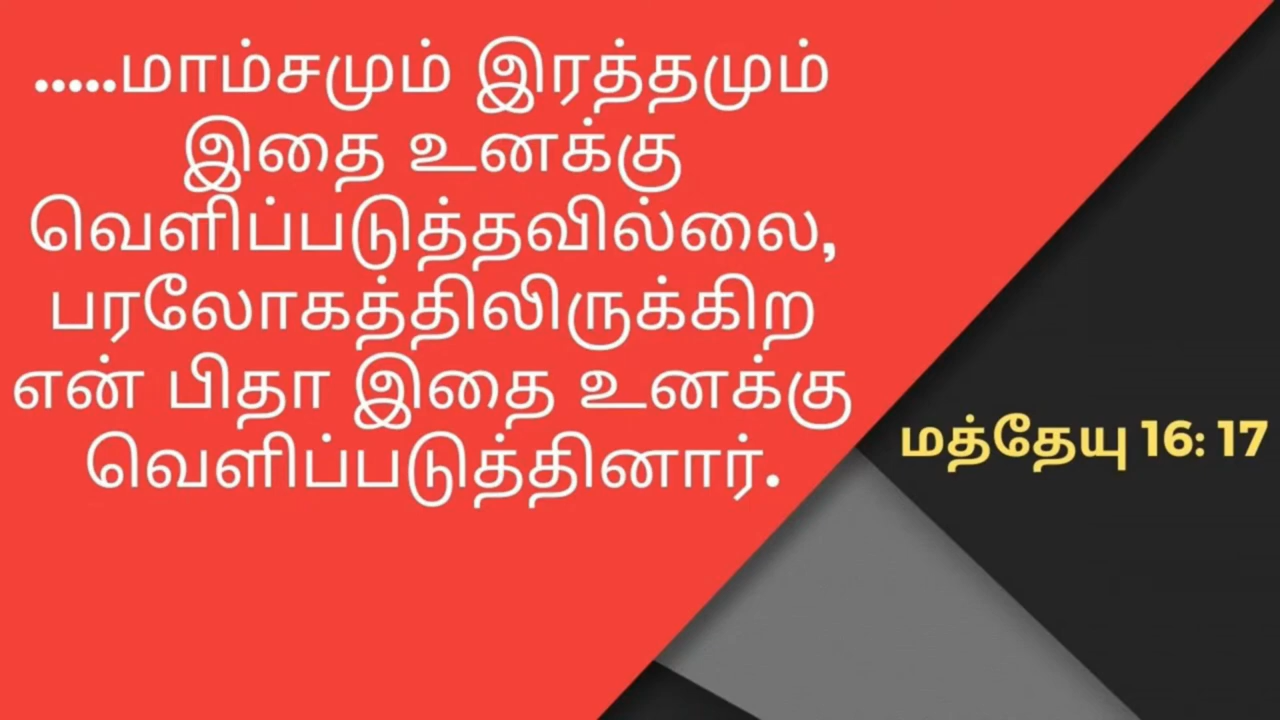 .....மாம்சமும் இரத்தமும்
இதை உனக்கு
வெளிப்படுத்தவில்லை,
பரலோகத்திலிருக்கிற
என் பிதா இதை உனக்கு
வெளிப்படுத்தினார்.
மத்தேயு 16: 17